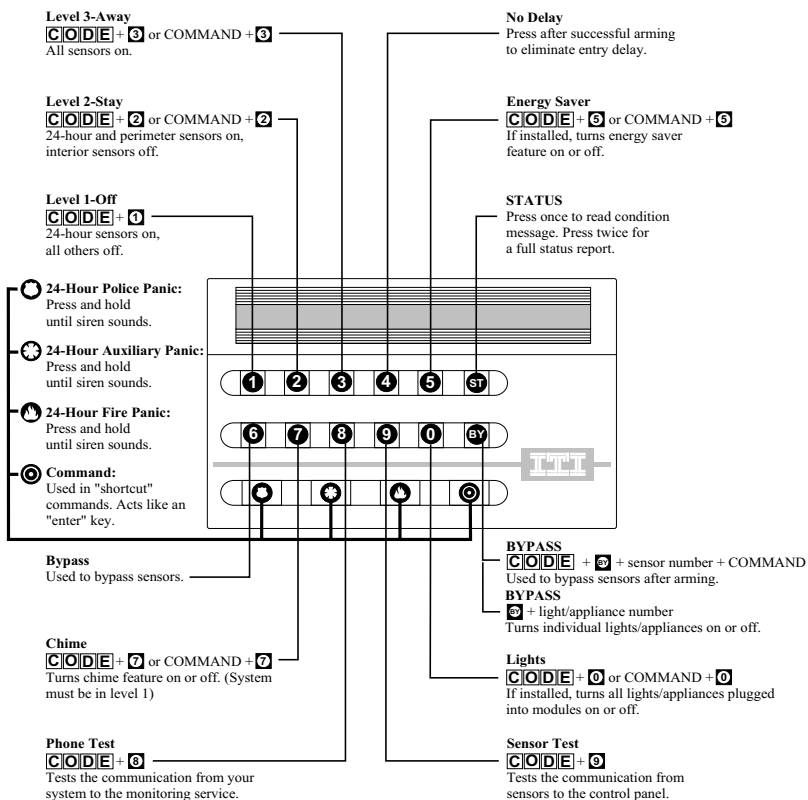 Level 3-Away
CODE + 3 or COMMAND + 3
All sensors on.
Level 2-Stay
CODE + 2 or COMMAND + 2
24-hour and perimeter sensors on,
interior sensors off.
Level 1-Off
CODE + 1
24-hour sensors on,
all others off.
24-Hour Police Panic:
Press and hold
until siren sounds.
24-Hour Auxiliary Panic:
Press and hold
until siren sounds.
24-Hour Fire Panic:
Press and hold
until siren sounds.
Command:
Used in "shortcut"
commands. Acts like an
"enter" key.
Bypass
Used to bypass sensors.
Chime
CODE + 7 or COMMAND + 7
Turns chime feature on or off. (System
must be in level 1)
Phone Test
CODE + 8
Tests the communication from your
system to the monitoring service.
No Delay
Press after successful arming
to eliminate entry delay.
Energy Saver
CODE + 5 or COMMAND + 5
If installed, turns energy saver
feature on or off.
STATUS
Press once to read condition
message. Press twice for
a full status report.
1 2 3 4 5 ST
6 7 8 9 0 BY
ITI
BYPASS
CODE + BY + sensor number + COMMAND
Used to bypass sensors after arming.
BYPASS
BY + light/appliance number
Turns individual lights/appliances on or off.
Lights
CODE + 0 or COMMAND + 0
If installed, turns all lights/appliances plugged
into modules on or off.
Sensor Test
CODE + 9
Tests the communication from
sensors to the control panel.